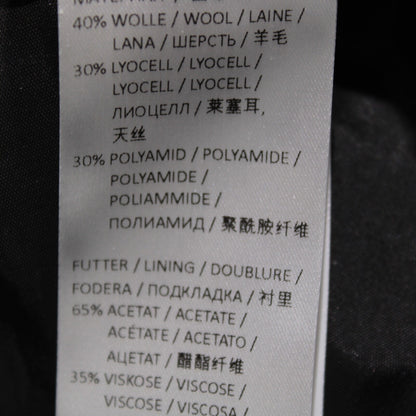 40% WOLLE / WOOL / LAINE /
LANA / ШЕРСТЬ / 羊毛
30% LYOCELL / LYOCELL /
LYOCELL / LYOCELL /
ЛИОЦЕЛЛ / 莱塞耳,
天丝
30% POLYAMID / POLYAMIDE /
POLYAMIDE /
POLIAMMIDE /
ПОЛИАМИД / 聚酰胺纤维
FUTTER / LINING / DOUBLURE /
FODERA / ПОДКЛАДКА / 衬里
65% ACETAT / ACETATE /
ACÉTATE / ACETATO /
АЦЕТАТ / 醋酯纤维
35% VISKOSE / VISCOSE /
VISCOSE / VISCOSA /